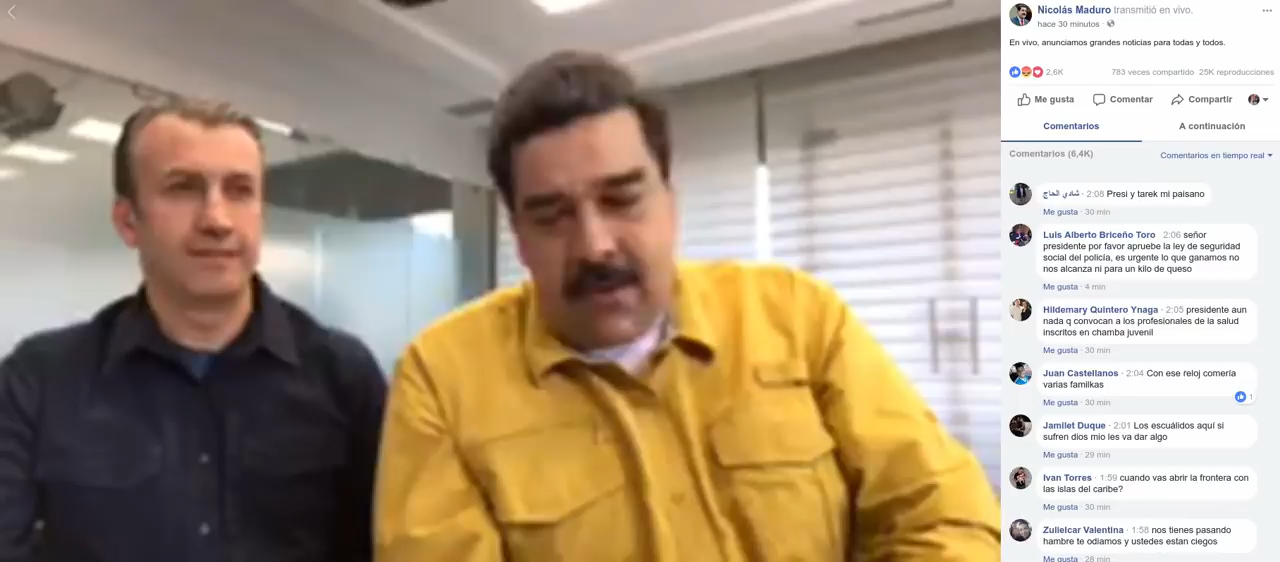 Nicolás Maduro transmitió en vivo.
hace 30 minutos ·
En vivo, anunciamos grandes noticias para todas y todos.
2,6K 783 veces compartido 25K reproducciones
Me gusta Comentar Compartir
Comentarios A continuación
Comentarios (6,4K) Comentarios en tiempo real
شادي الحاج · 2:08 Presi y tarek mi paisano
Me gusta · 30 min
Luis Alberto Briceño Toro · 2:06 señor
presidente por favor apruebe la ley de seguridad
social del policía, es urgente lo que ganamos no
nos alcanza ni para un kilo de queso
Me gusta · 4 min
Hildemary Quintero Ynaga · 2:05 presidente aun
nada q convocan a los profesionales de la salud
inscritos en chamba juvenil
Me gusta · 30 min
Juan Castellanos · 2:04 Con ese reloj comería
varias familkas
Me gusta · 30 min 1
Jamilet Duque · 2:01 Los escuálidos aquí si
sufren dios mio les va dar algo
Me gusta · 29 min
Ivan Torres · 1:59 cuando vas abrir la frontera con
las islas del caribe?
Me gusta · 30 min
Zulielcar Valentina · 1:58 nos tienes pasando
hambre te odiamos y ustedes estan ciegos
Me gusta · 28 min